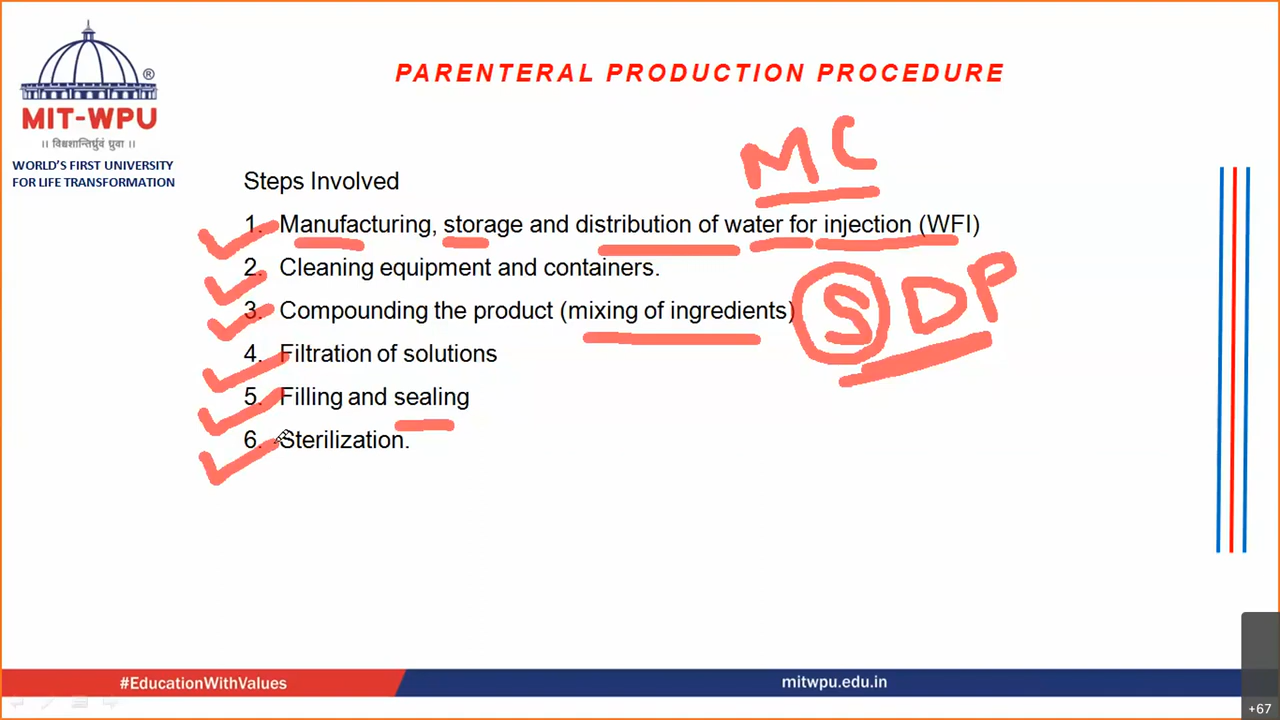 PARENTERAL PRODUCTION PROCEDURE
®
MIT-WPU
॥ विश्वशान्तिर्ध्रुवं ध्रुवा ॥
WORLD'S FIRST UNIVERSITY
FOR LIFE TRANSFORMATION
MC
Steps Involved
1. Manufacturing, storage and distribution of water for injection (WFI)
2. Cleaning equipment and containers.
3. Compounding the product (mixing of ingredients)
SDP
4. Filtration of solutions
5. Filling and sealing
6. Sterilization.
#EducationWithValues
mitwpu.edu.in
+67